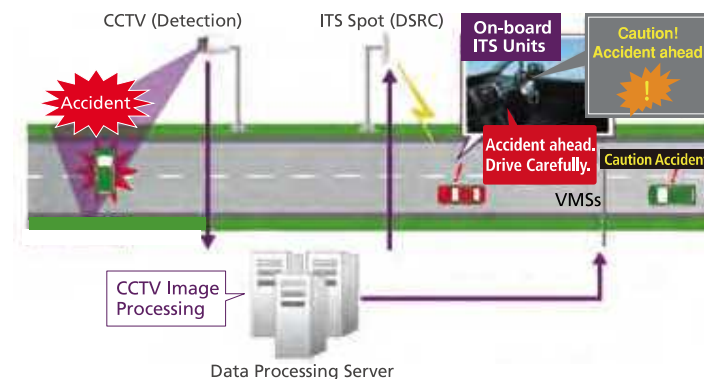 CCTV (Detection)
ITS Spot (DSRC)
On-board
ITS Units
Caution!
Accident ahead
!
Accident
Accident ahead.
Drive Carefully.
Caution Accident
VMSs
CCTV Image
Processing
Data Processing Server